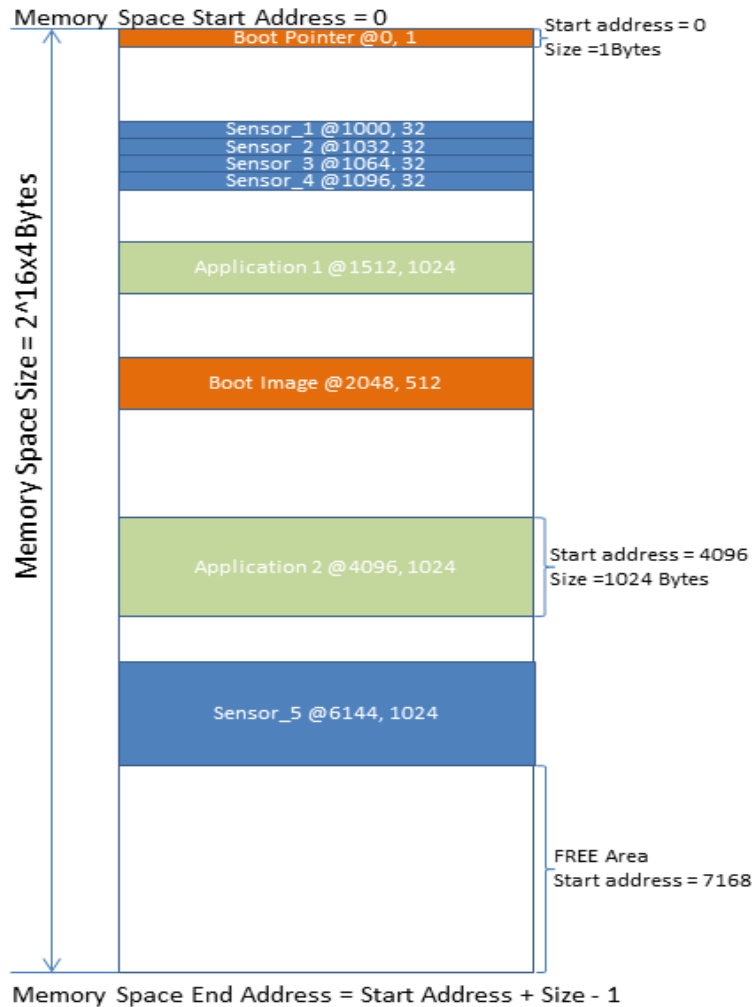 Memory Space Start Address = 0
Boot Pointer @0, 1
Start address = 0
Size =1Bytes
Sensor_1 @1000, 32
Sensor_2 @1032, 32
Sensor_3 @1064, 32
Sensor_4 @1096, 32
Memory Space Size = 2^16x4 Bytes
Application 1 @1512, 1024
Boot Image @2048, 512
Application 2 @4096, 1024
Start address = 4096
Size =1024 Bytes
Sensor_5 @6144, 1024
FREE Area
Start address = 7168
Memory Space End Address = Start Address + Size - 1